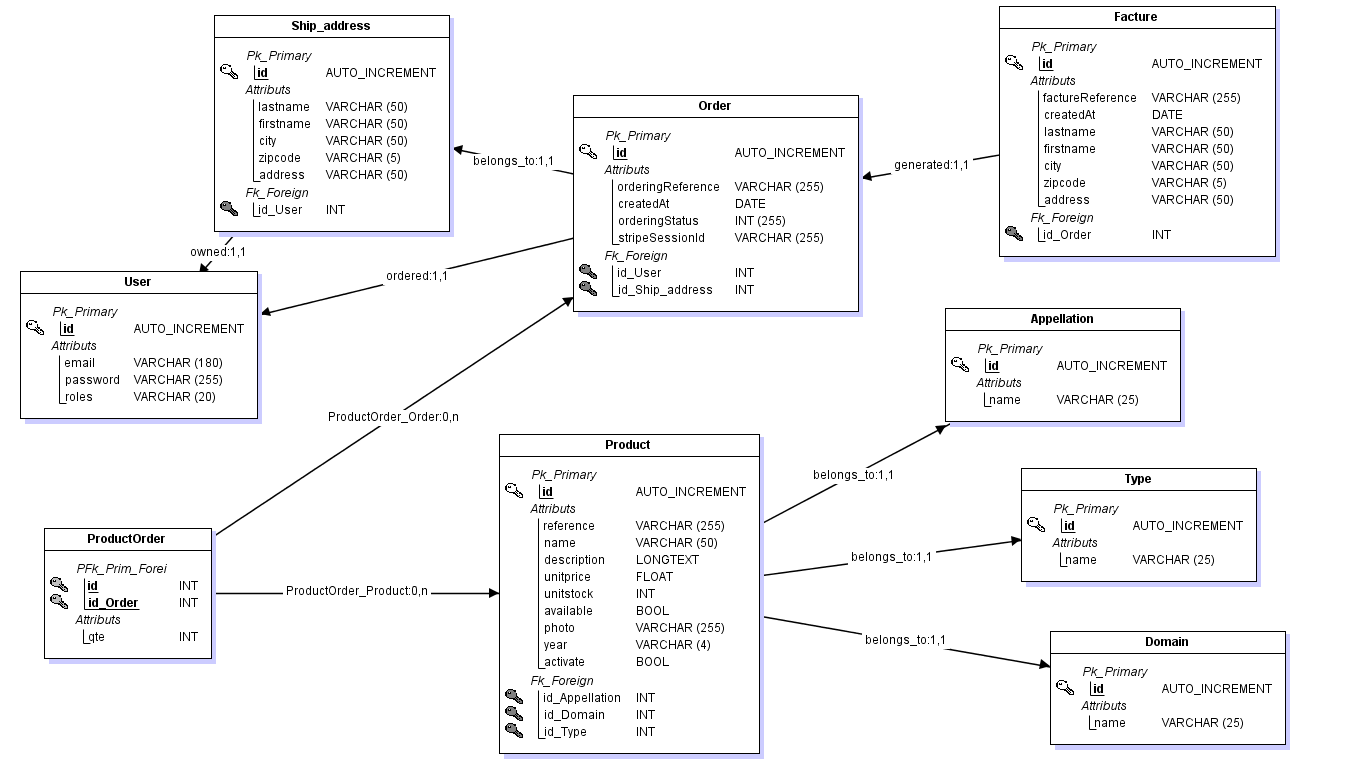 Ship_address
Pk_Primary
id AUTO_INCREMENT
Attributs
lastname VARCHAR (50)
firstname VARCHAR (50)
city VARCHAR (50)
zipcode VARCHAR (5)
address VARCHAR (50)
Fk_Foreign
id_User INT
Facture
Pk_Primary
id AUTO_INCREMENT
Attributs
factureReference VARCHAR (255)
createdAt DATE
lastname VARCHAR (50)
firstname VARCHAR (50)
city VARCHAR (50)
zipcode VARCHAR (5)
address VARCHAR (50)
Fk_Foreign
id_Order INT
Order
Pk_Primary
id AUTO_INCREMENT
Attributs
orderingReference VARCHAR (255)
createdAt DATE
orderingStatus INT (255)
stripeSessionId VARCHAR (255)
Fk_Foreign
id_User INT
id_Ship_address INT
belongs_to:1,1
generated:1,1
owned:1,1
ordered:1,1
User
Pk_Primary
id AUTO_INCREMENT
Attributs
email VARCHAR (180)
password VARCHAR (255)
roles VARCHAR (20)
Appellation
Pk_Primary
id AUTO_INCREMENT
Attributs
name VARCHAR (25)
ProductOrder_Order:0,n
Product
Pk_Primary
id AUTO_INCREMENT
Attributs
reference VARCHAR (255)
name VARCHAR (50)
description LONGTEXT
unitprice FLOAT
unitstock INT
available BOOL
photo VARCHAR (255)
year VARCHAR (4)
activate BOOL
Fk_Foreign
id_Appellation INT
id_Domain INT
id_Type INT
belongs_to:1,1
Type
Pk_Primary
id AUTO_INCREMENT
Attributs
name VARCHAR (25)
belongs_to:1,1
ProductOrder
PFk_Prim_Forei
id INT
id_Order INT
Attributs
qte INT
ProductOrder_Product:0,n
belongs_to:1,1
Domain
Pk_Primary
id AUTO_INCREMENT
Attributs
name VARCHAR (25)